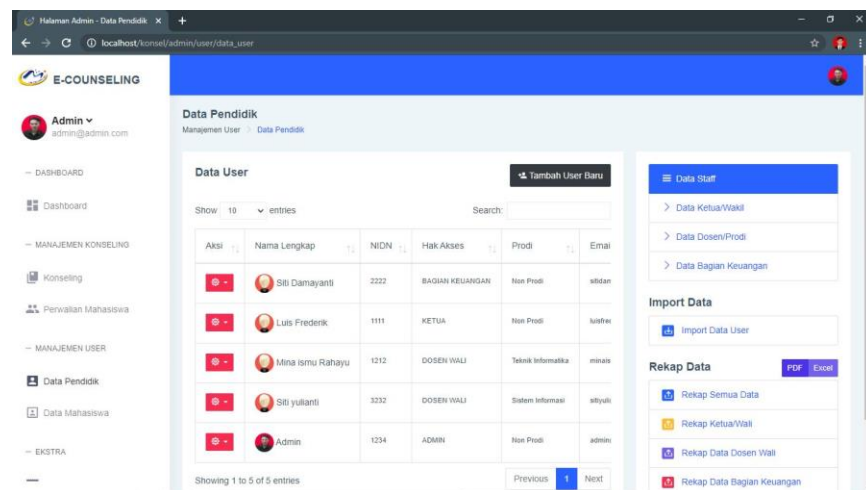 Halaman Admin - Data Pendidik
localhost/konsel/admin/user/data_user
E-COUNSELING
Admin
admin@admin.com
DASHBOARD
Dashboard
MANAJEMEN KONSELING
Konseling
Perwalian Mahasiswa
MANAJEMEN USER
Data Pendidik
Data Mahasiswa
EKSTRA
Data Pendidik
Manajemen User > Data Pendidik
Data User
Tambah User Baru
Show 10 entries Search:
Aksi Nama Lengkap NIDN Hak Akses Prodi Emai
Siti Damayanti 2222 BAGIAN KEUANGAN Non Prodi sitidan
Luis Frederik 1111 KETUA Non Prodi luisfred
Mina ismu Rahayu 1212 DOSEN WALI Teknik Informatika minais
Siti yulianti 3232 DOSEN WALI Sistem Informasi sitiyuli
Admin 1234 ADMIN Non Prodi admin
Showing 1 to 5 of 5 entries Previous 1 Next
Data Staff
Data Ketua/Wakil
Data Dosen/Prodi
Data Bagian Keuangan
Import Data
Import Data User
Rekap Data PDF Excel
Rekap Semua Data
Rekap Ketua/Wali
Rekap Data Dosen Wali
Rekap Data Bagian Keuangan